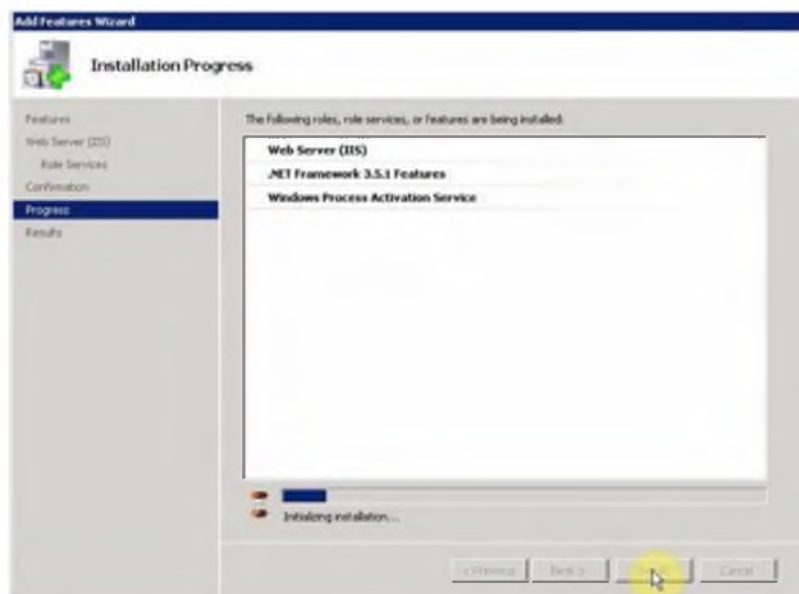 Add Features Wizard
Installation Progress
Features
Web Server (IIS)
Role Services
Confirmation
Progress
Results
The following roles, role services, or features are being installed:
Web Server (IIS)
.NET Framework 3.5.1 Features
Windows Process Activation Service
Initializing installation...
< Previous
Next >
Cancel